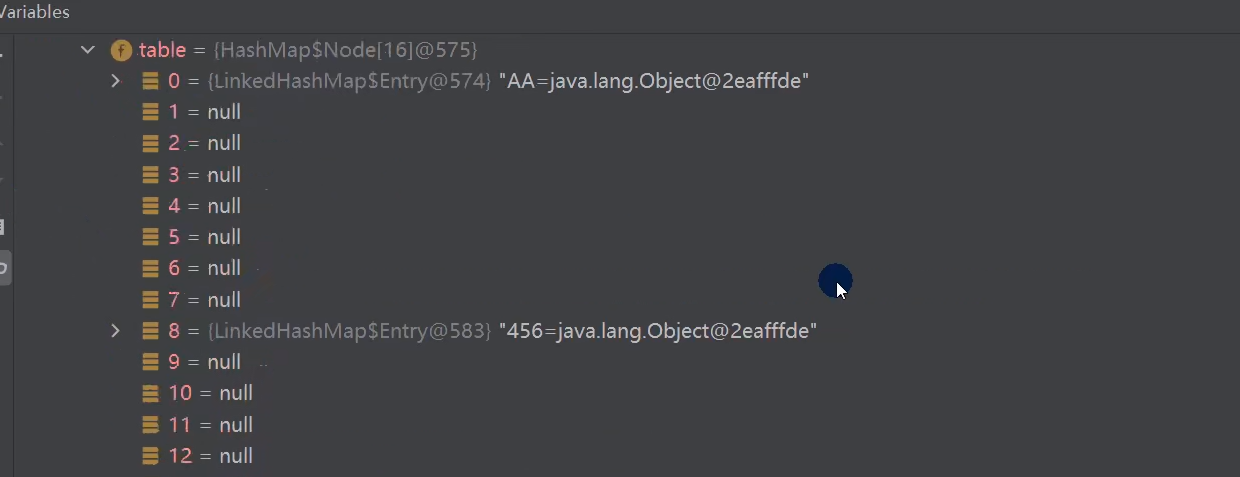 Variables
f table = {HashMap$Node[16]@575}
0 = {LinkedHashMap$Entry@574} "AA=java.lang.Object@2eafffde"
1 = null
2 = null
3 = null
4 = null
5 = null
6 = null
7 = null
8 = {LinkedHashMap$Entry@583} "456=java.lang.Object@2eafffde"
9 = null
10 = null
11 = null
12 = null